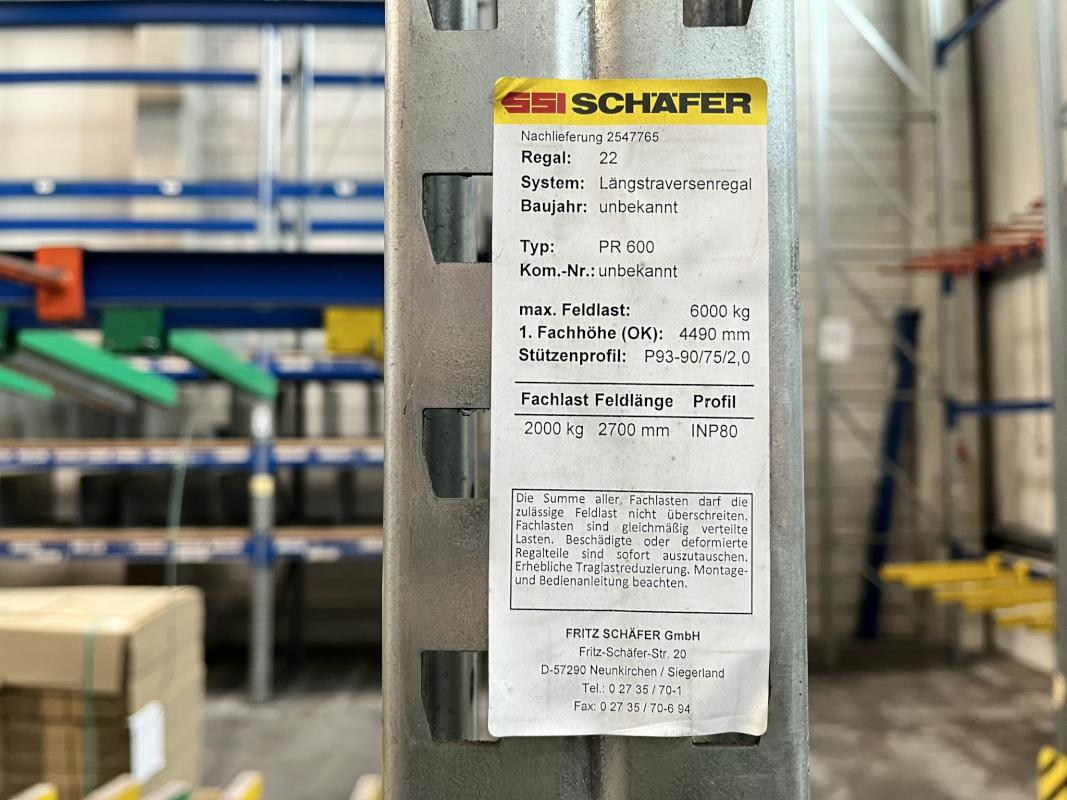 SSI SCHÄFER
Nachlieferung 2547765
Regal: 22
System: Längstraversenregal
Baujahr: unbekannt
Typ: PR 600
Kom.-Nr.: unbekannt
max. Feldlast: 6000 kg
1. Fachhöhe (OK): 4490 mm
Stützenprofil: P93-90/75/2,0
Fachlast Feldlänge Profil
2000 kg 2700 mm INP80
Die Summe aller Fachlasten darf die
zulässige Feldlast nicht überschreiten.
Fachlasten sind gleichmäßig verteilte
Lasten. Beschädigte oder deformierte
Regalteile sind sofort auszutauschen.
Erhebliche Traglastreduzierung. Montage-
und Bedienanleitung beachten.
FRITZ SCHÄFER GmbH
Fritz-Schäfer-Str. 20
D-57290 Neunkirchen / Siegerland
Tel.: 0 27 35 / 70-1
Fax: 0 27 35 / 70-6 94